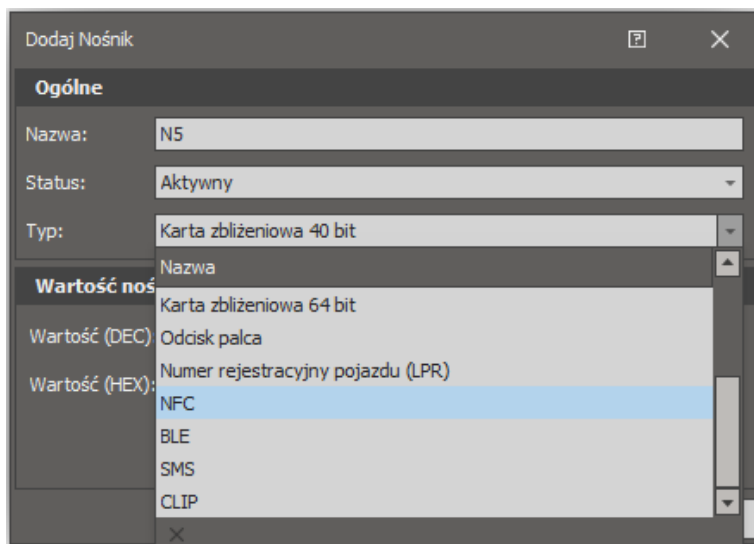 Dodaj Nośnik
Ogólne
Nazwa: N5
Status: Aktywny
Typ: Karta zbliżeniowa 40 bit
Nazwa
Wartość noś
Karta zbliżeniowa 64 bit
Wartość (DEC) Odcisk palca
Numer rejestracyjny pojazdu (LPR)
Wartość (HEX): NFC
BLE
SMS
CLIP